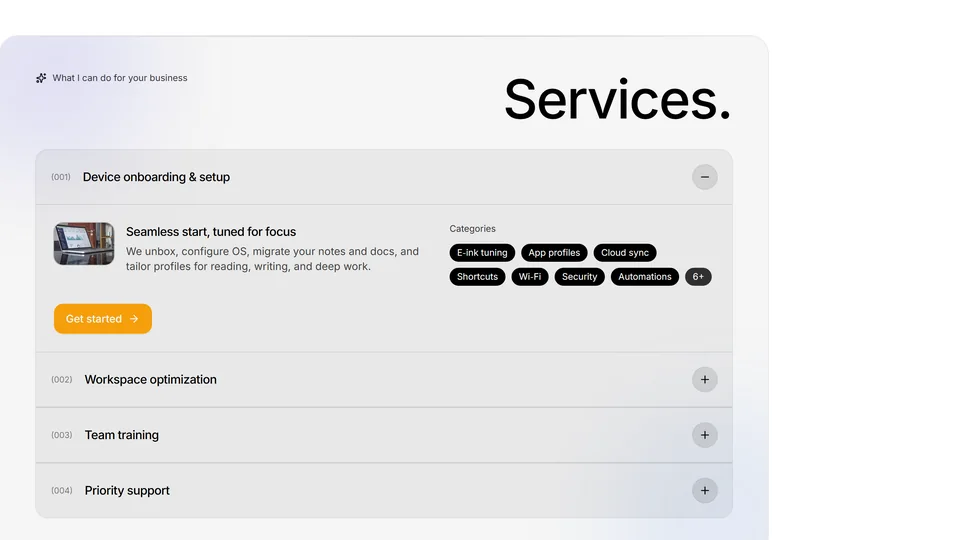 What I can do for your business
Services.
(001) Device onboarding & setup
Seamless start, tuned for focus
We unbox, configure OS, migrate your notes and docs, and
tailor profiles for reading, writing, and deep work.
Get started
Categories
E-ink tuning App profiles Cloud sync
Shortcuts Wi-Fi Security Automations 6+
(002) Workspace optimization
(003) Team training
(004) Priority support